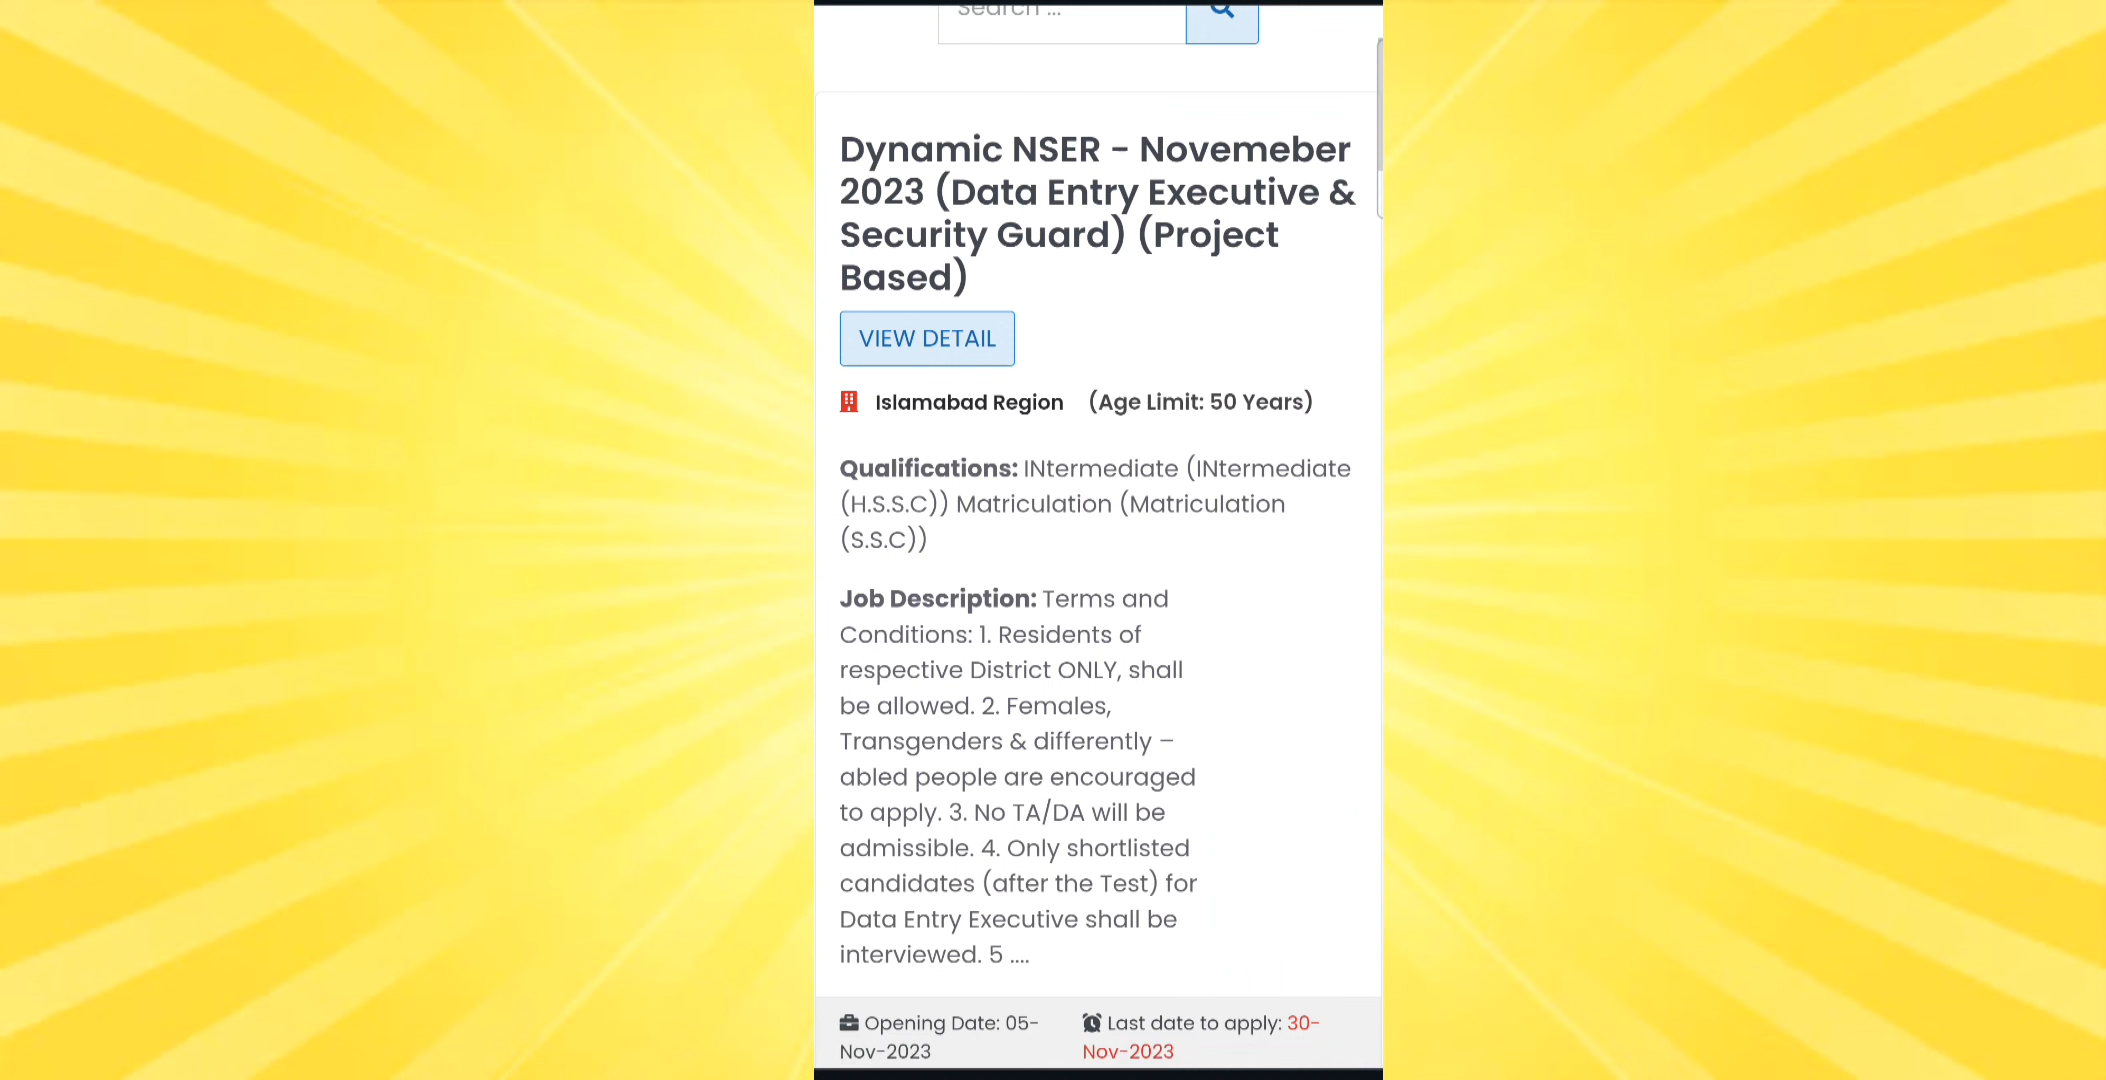 Search ...
Dynamic NSER - Novemeber
2023 (Data Entry Executive &
Security Guard) (Project
Based)
VIEW DETAIL
Islamabad Region (Age Limit: 50 Years)
Qualifications: INtermediate (INtermediate
(H.S.S.C)) Matriculation (Matriculation
(S.S.C))
Job Description: Terms and
Conditions: 1. Residents of
respective District ONLY, shall
be allowed. 2. Females,
Transgenders & differently –
abled people are encouraged
to apply. 3. No TA/DA will be
admissible. 4. Only shortlisted
candidates (after the Test) for
Data Entry Executive shall be
interviewed. 5 ....
Opening Date: 05-
Nov-2023
Last date to apply: 30-
Nov-2023